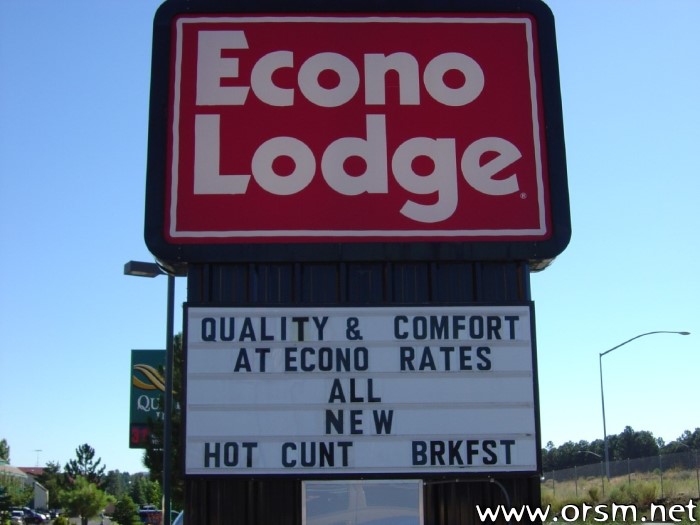 Econo
Lodge
QUALITY & COMFORT
AT ECONO RATES
ALL
NEW
HOT CUNT BRKFST
www.orsm.net